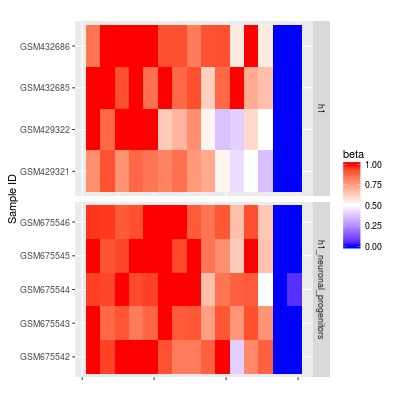 GSM432686
GSM432685
GSM429322
GSM429321
h1
GSM675546
GSM675545
GSM675544
GSM675543
GSM675542
h1_neuronal_progenitors
Sample ID
beta
1.00
0.75
0.50
0.25
0.00